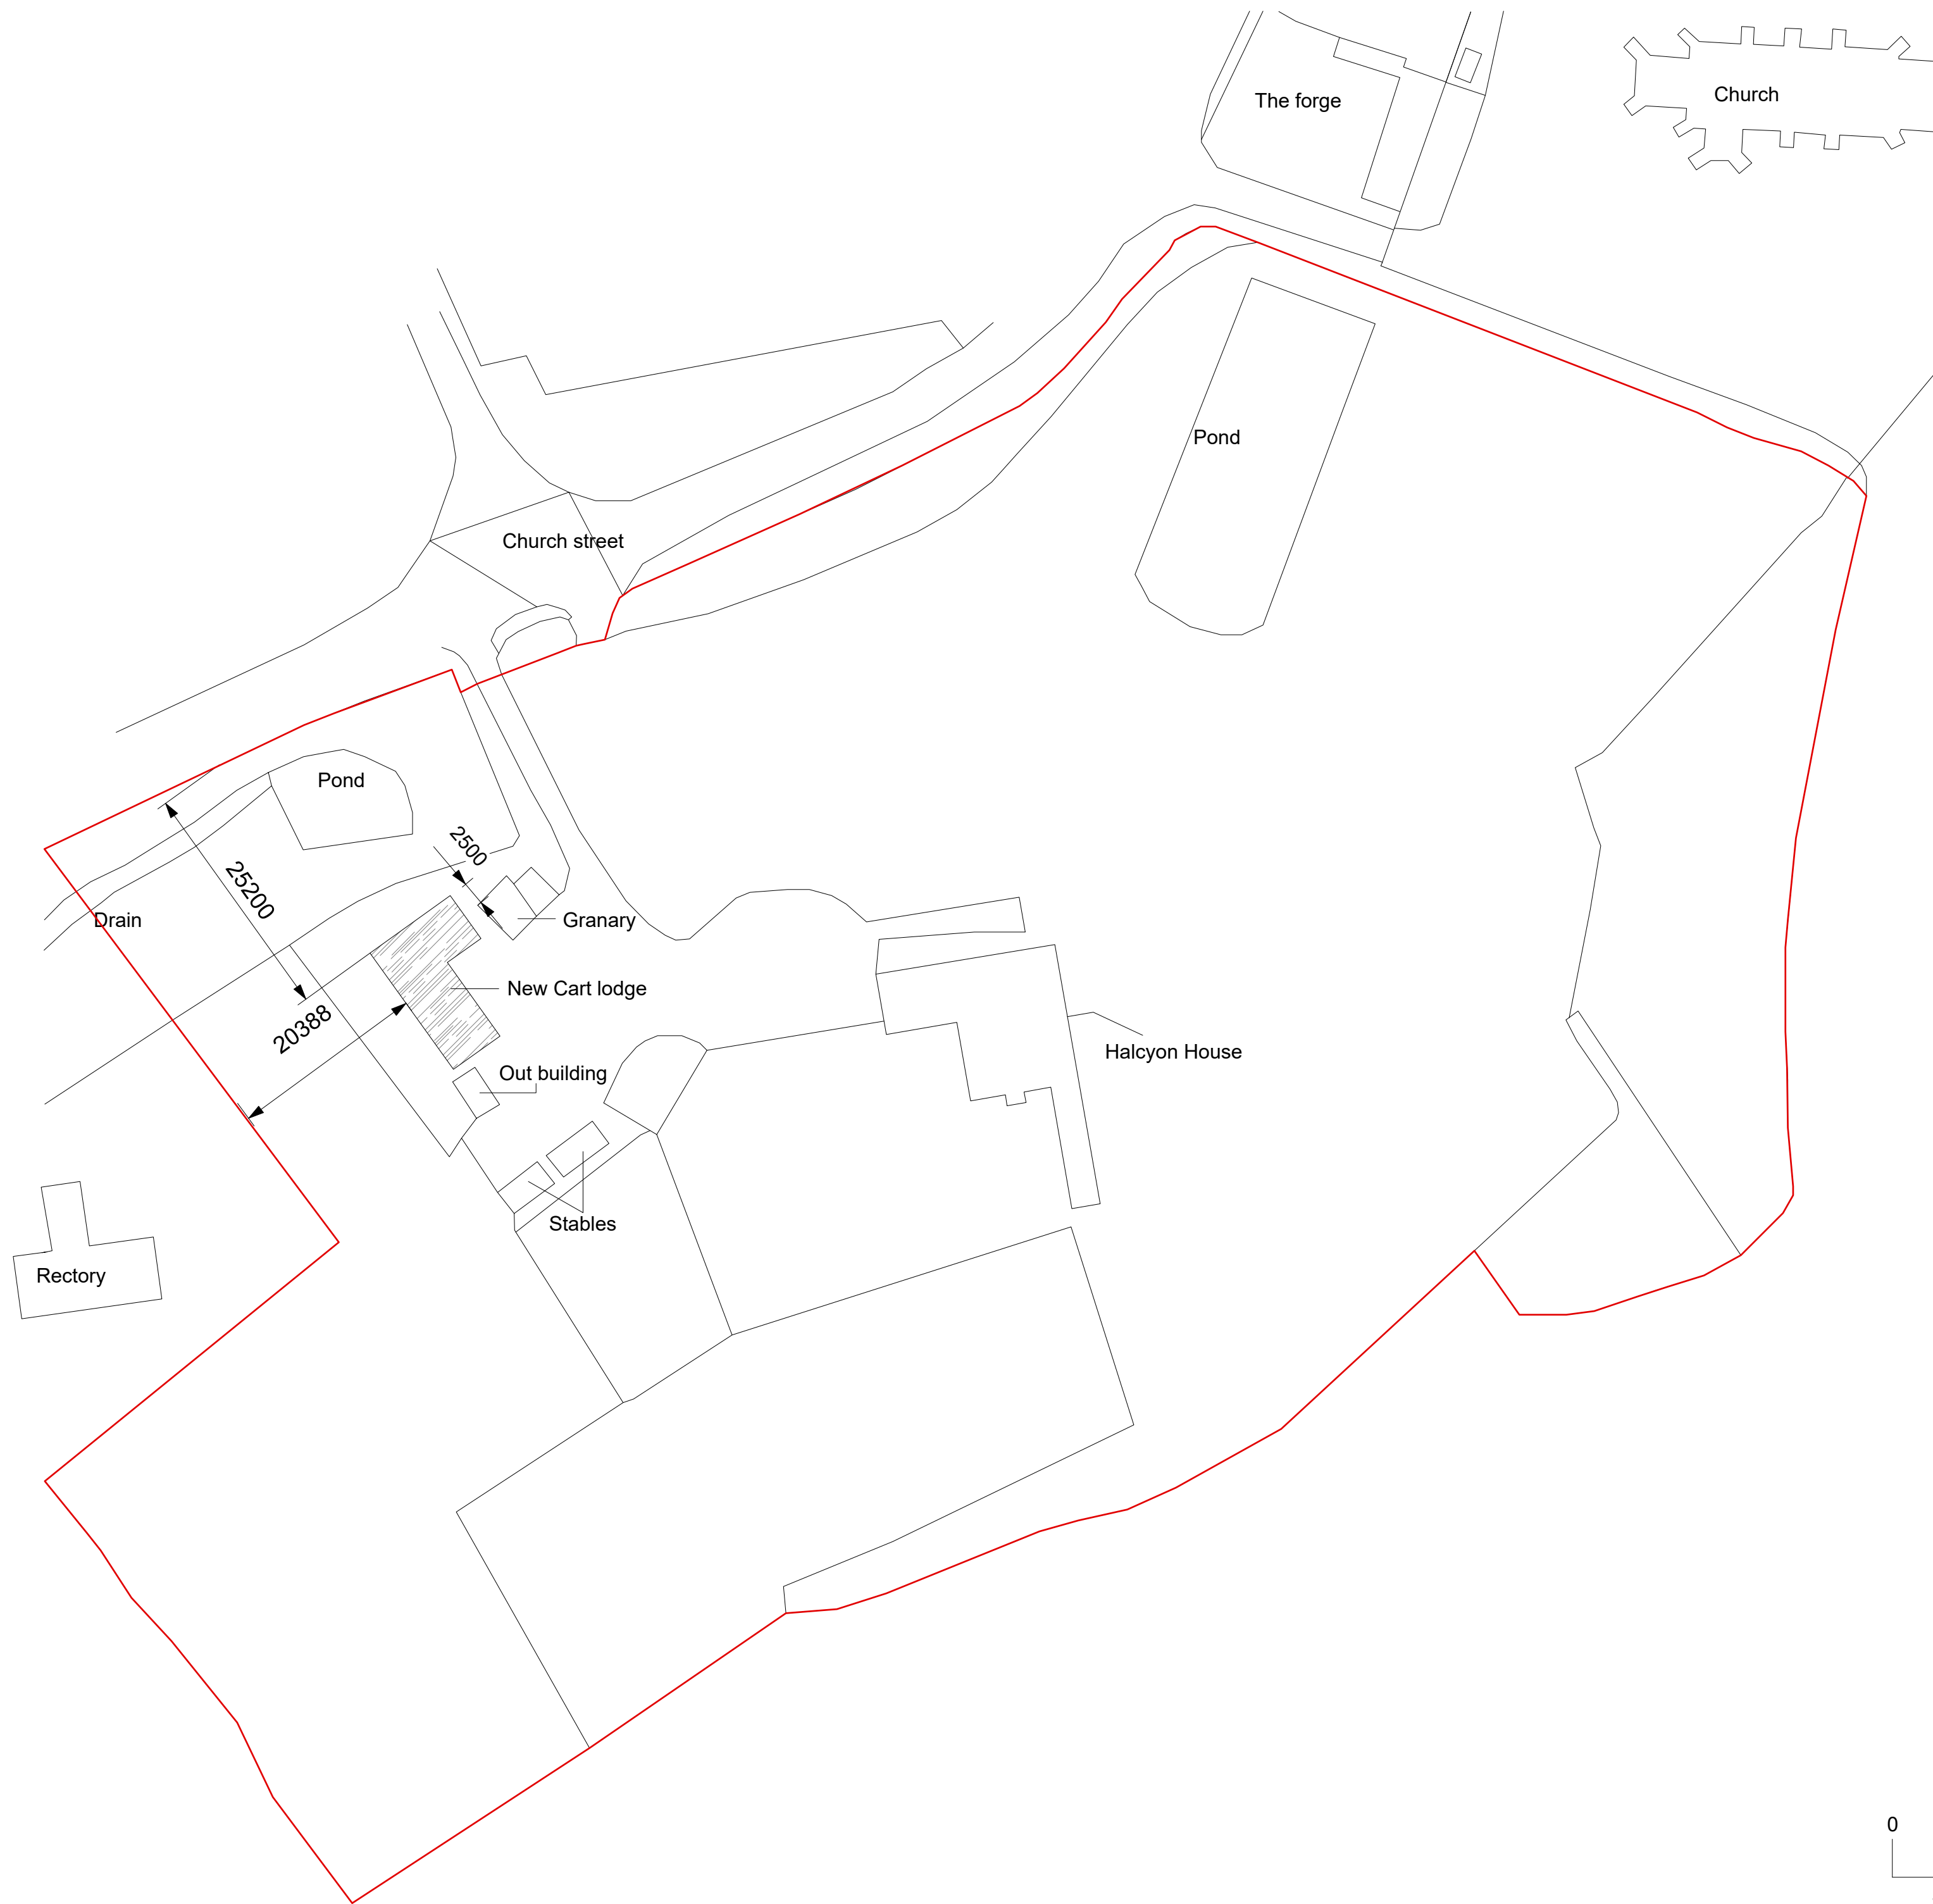 The forge
Church
Pond
Church street
Pond
2500
25200
Drain
Granary
New Cart lodge
20388
Halcyon House
Out building
Stables
Rectory
0